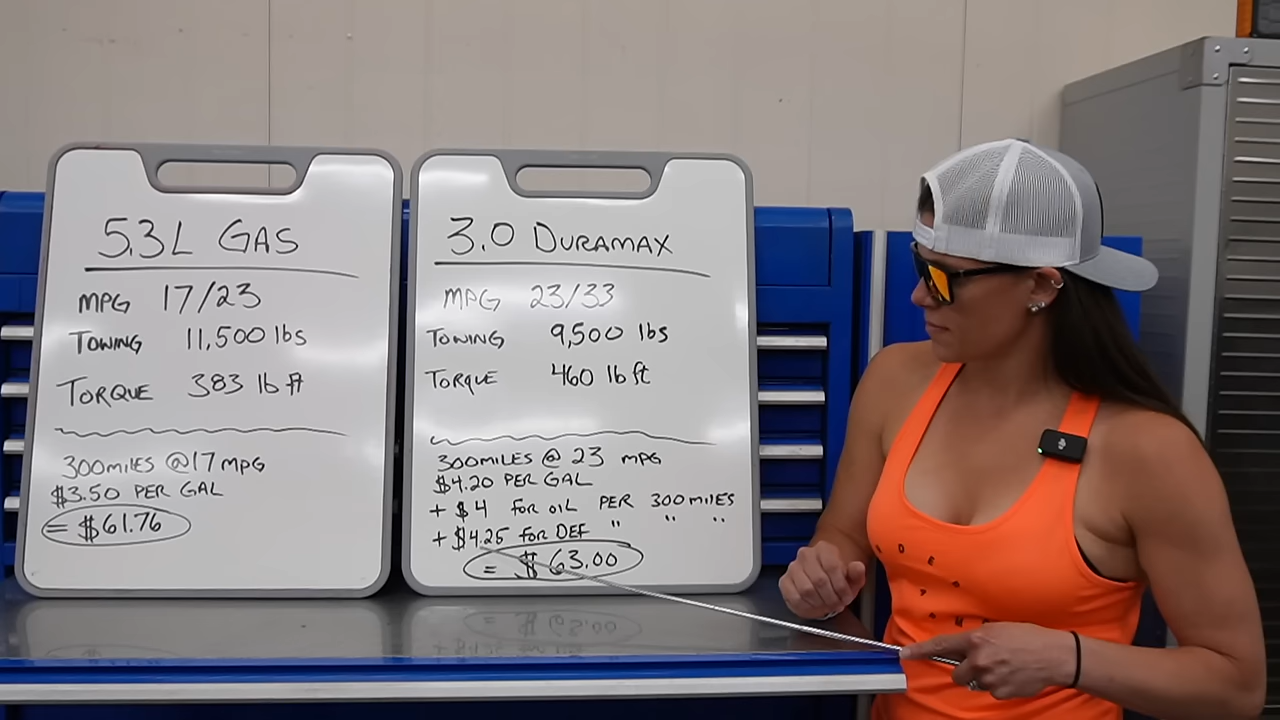 5.3L GAS
MPG 17/23
TOWING 11,500 lbs
TORQUE 383 lb ft
300 MILES @ 17 MPG
$3.50 PER GAL
= $61.76
3.0 DURAMAX
MPG 23/33
TOWING 9,500 lbs
TORQUE 460 lb ft
300 MILES @ 23 MPG
$4.20 PER GAL
+ $4 FOR OIL PER 300 MILES
+ $4.25 FOR DEF " " "
= $63.00